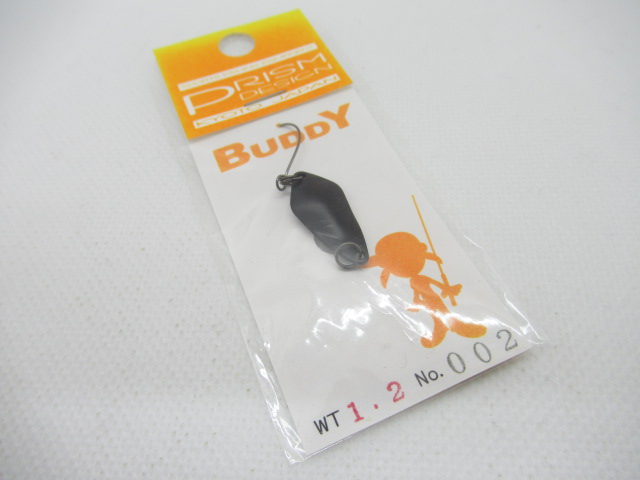 PRISM
DESIGN
KYOTO JAPAN
BUDDY
WT 1.2 No. 002